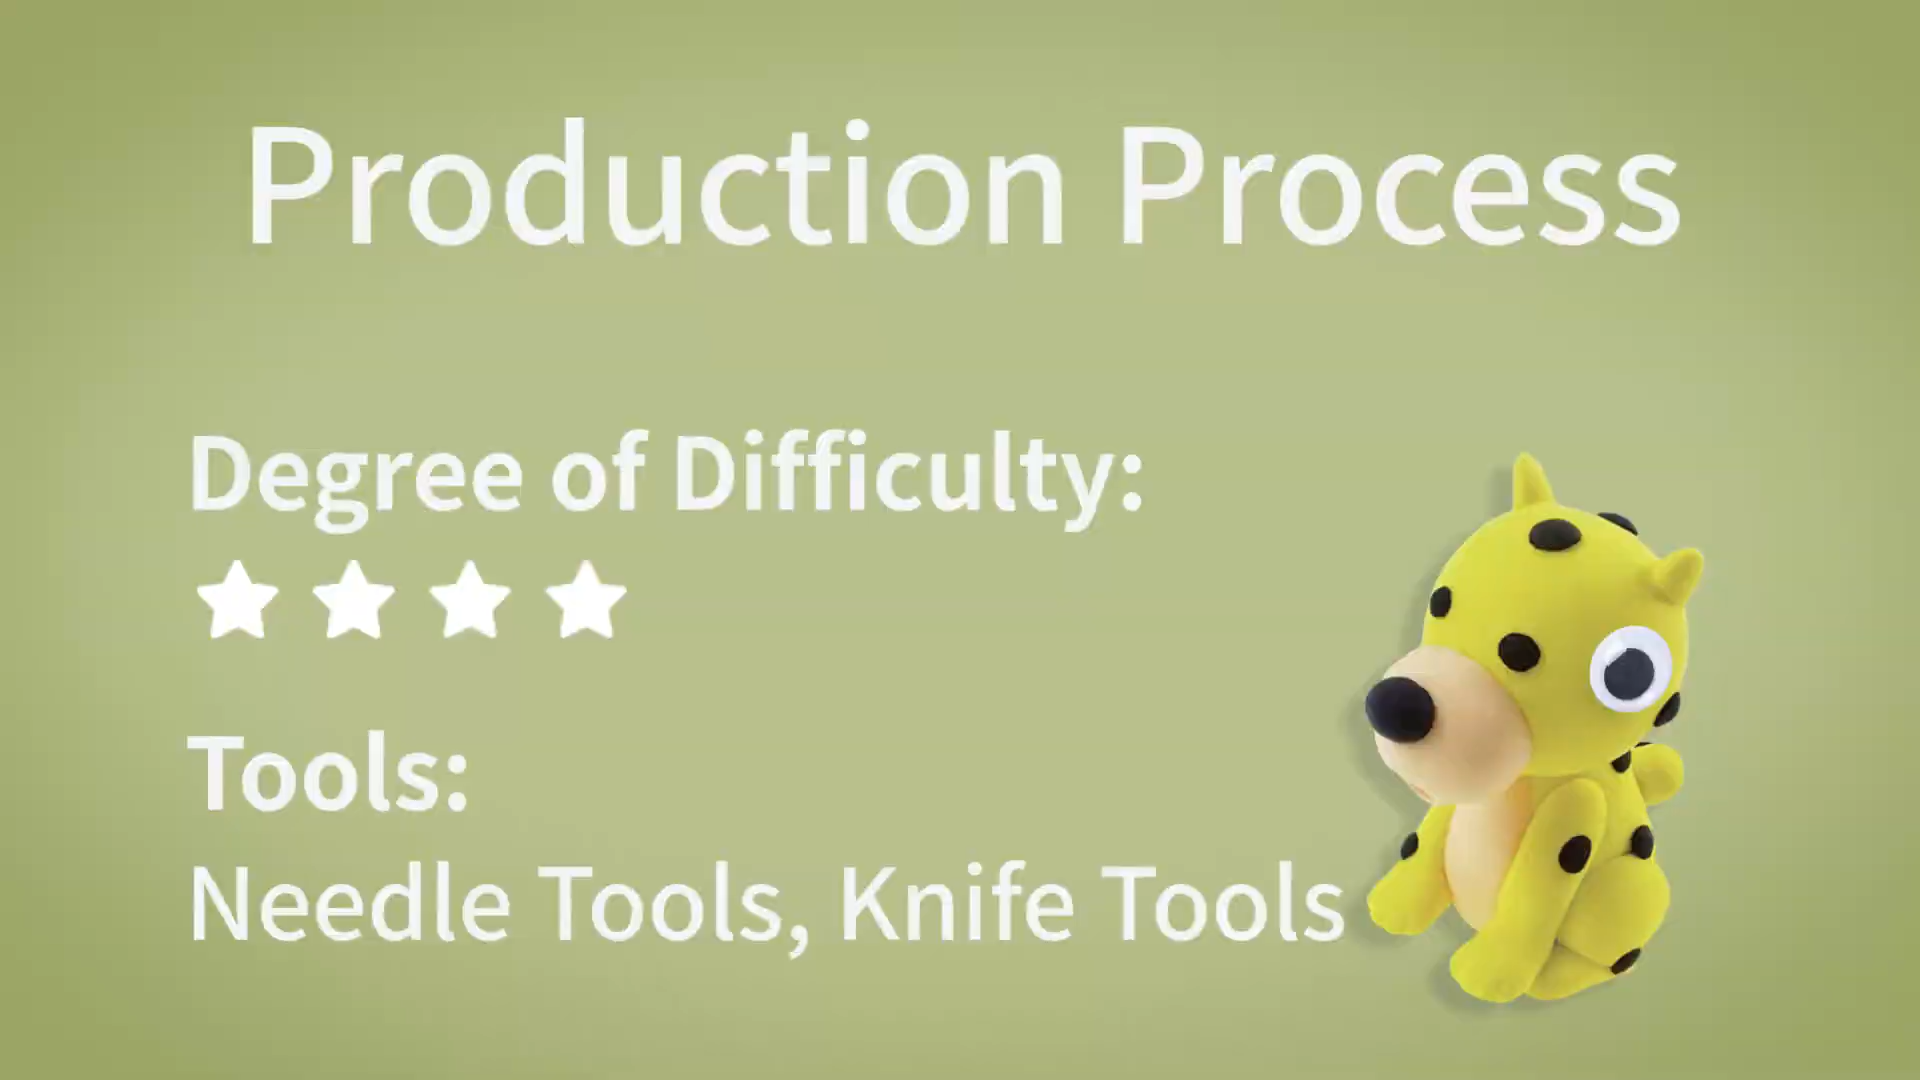 Production Process
Degree of Difficulty:
Tools:
Needle Tools, Knife Tools